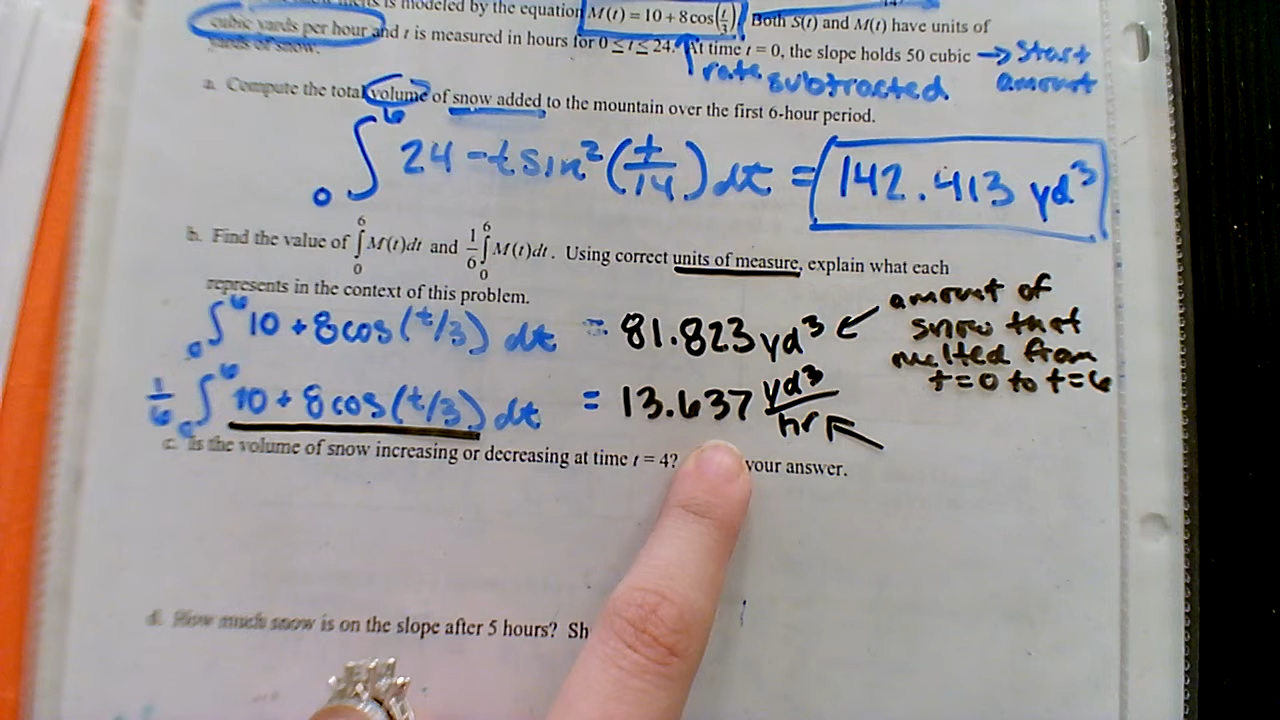 is modeled by the equation M(t) = 10 + 8cos(t/3). Both S(t) and M(t) have units of
cubic yards per hour and t is measured in hours for 0 ≤ t ≤ 24. At time t = 0, the slope holds 50 cubic → Start
yards of snow. rate subtracted amount
a. Compute the total volume of snow added to the mountain over the first 6-hour period.
∫₀⁶ 24 - t sin²(t/14) dt = 142.413 yd³
b. Find the value of ∫₀⁶ M(t)dt and 1/6 ∫₀⁶ M(t)dt. Using correct units of measure, explain what each
represents in the context of this problem.
∫₀⁶ 10 + 8cos(t/3) dt = 81.823 yd³ ←
amount of
snow that
melted from
t=0 to t=6
1/6 ∫₀⁶ 10 + 8cos(t/3) dt = 13.637 yd³/hr ←
c. Is the volume of snow increasing or decreasing at time t = 4? your answer.
d. How much snow is on the slope after 5 hours? Sh